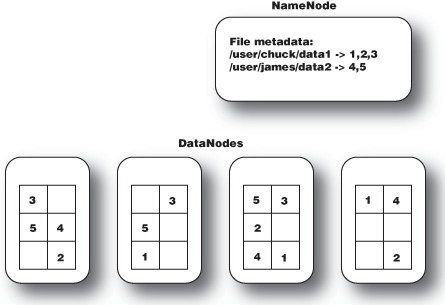 NameNode
File metadata:
/user/chuck/data1 -> 1,2,3
/user/james/data2 -> 4,5
DataNodes
3
5 4
2
3
5
1
5 3
2
4 1
1 4
2